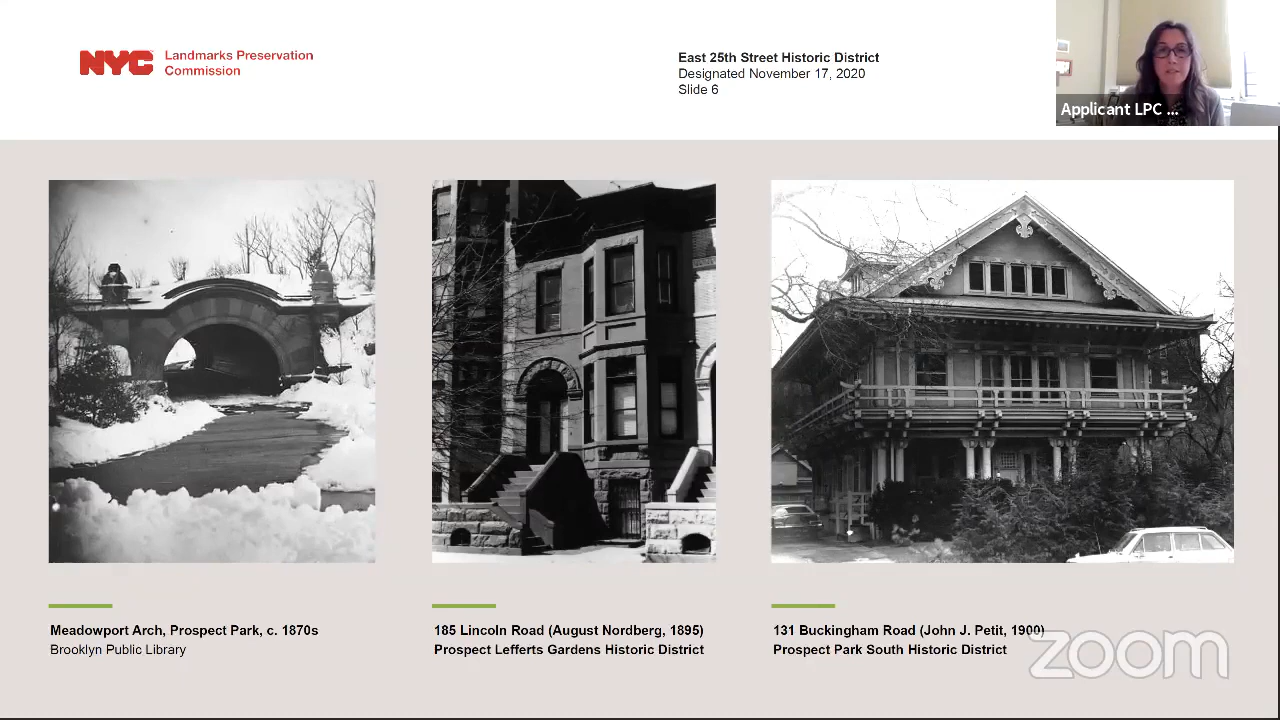 NYC
Landmarks Preservation
Commission
East 25th Street Historic District
Designated November 17, 2020
Slide 6
Applicant LPC ...
Meadowport Arch, Prospect Park, c. 1870s
Brooklyn Public Library
185 Lincoln Road (August Nordberg, 1895)
Prospect Lefferts Gardens Historic District
131 Buckingham Road (John J. Petit, 1900)
Prospect Park South Historic District
zoom